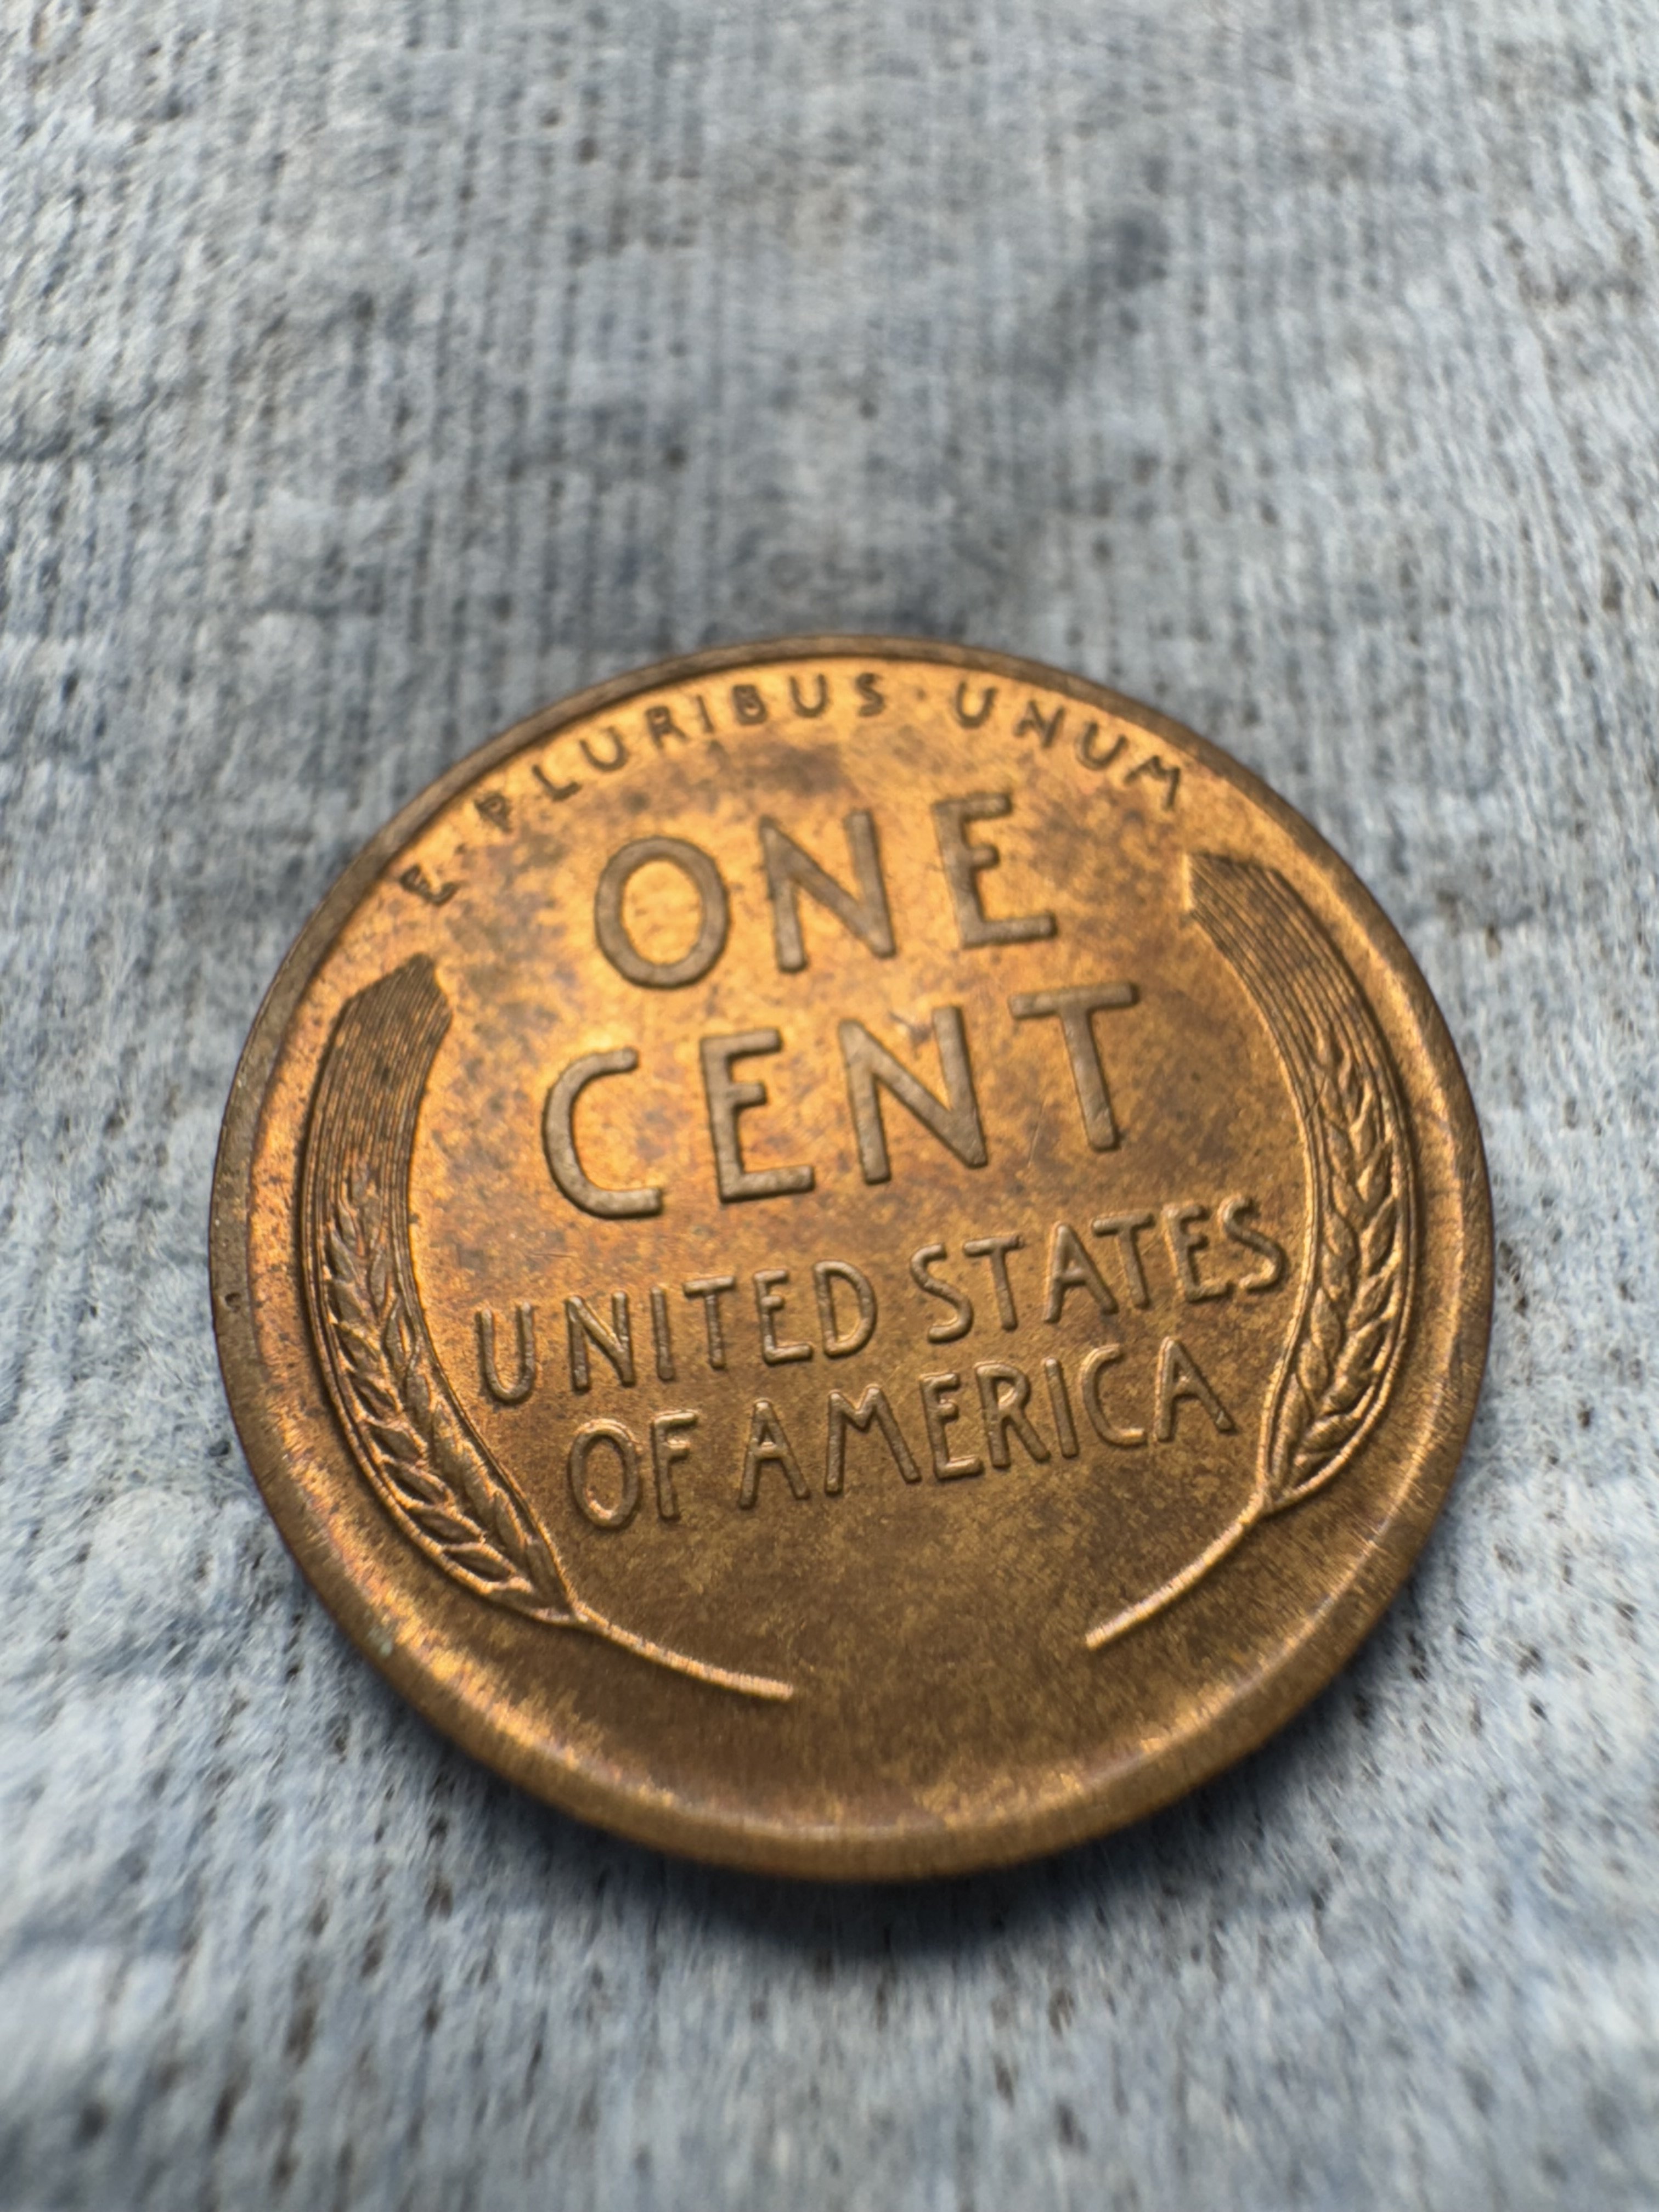 E·PLURIBUS·UNUM
ONE
CENT
UNITED STATES
OF AMERICA